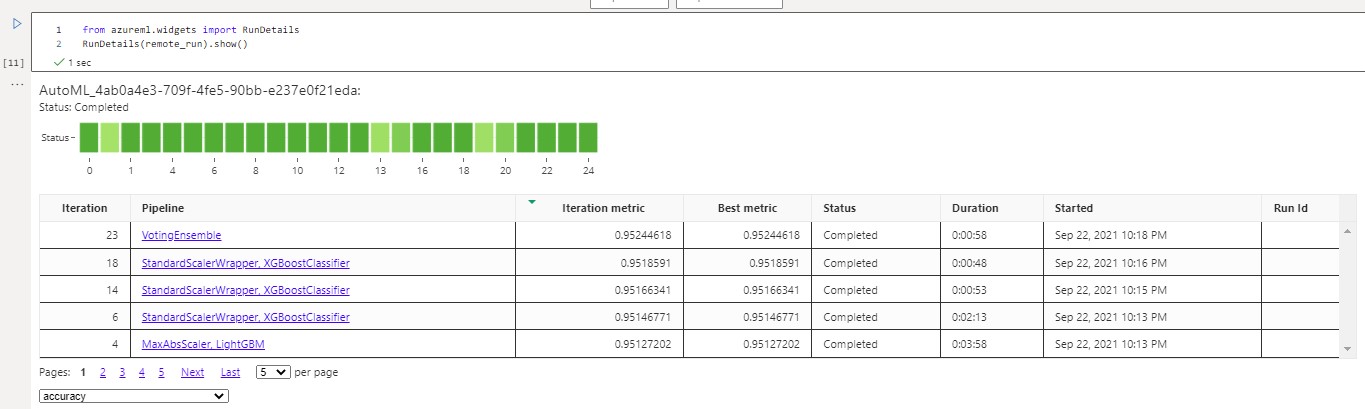 1 from azureml.widgets import RunDetails
2 RunDetails(remote_run).show()
[11] 1 sec
...
AutoML_4ab0a4e3-709f-4fe5-90bb-e237e0f21eda:
Status: Completed
Status
0 1 4 6 8 10 13 16 18 20 22 24
Iteration Pipeline Iteration metric Best metric Status Duration Started Run Id
23 VotingEnsemble 0.95244618 0.95244618 Completed 0:00:58 Sep 22, 2021 10:18 PM
18 StandardScalerWrapper, XGBoostClassifier 0.9518591 0.9518591 Completed 0:00:48 Sep 22, 2021 10:16 PM
14 StandardScalerWrapper, XGBoostClassifier 0.95166341 0.95166341 Completed 0:00:53 Sep 22, 2021 10:15 PM
6 StandardScalerWrapper, XGBoostClassifier 0.95146771 0.95146771 Completed 0:02:13 Sep 22, 2021 10:13 PM
4 MaxAbsScaler, LightGBM 0.95127202 0.95127202 Completed 0:03:58 Sep 22, 2021 10:13 PM
Pages: 1 2 3 4 5 Next Last 5 per page
accuracy